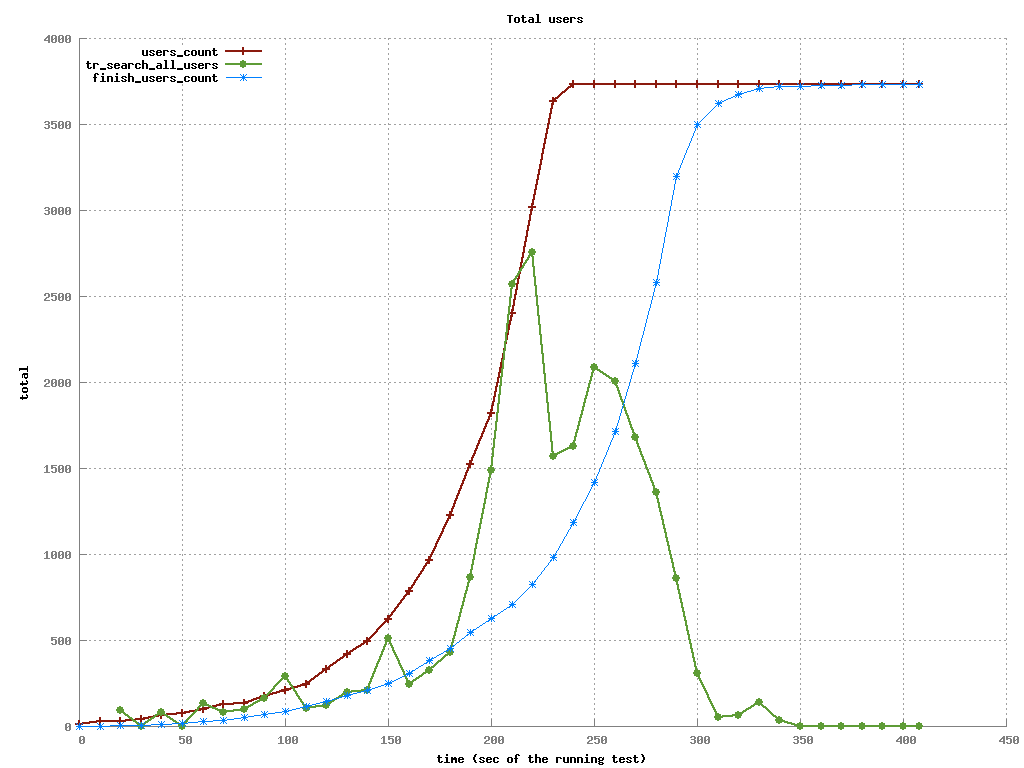 Total users
users_count
tr_search_all_users
finish_users_count
4000
3500
3000
2500
2000
1500
1000
500
0
total
0 50 100 150 200 250 300 350 400 450
time (sec of the running test)